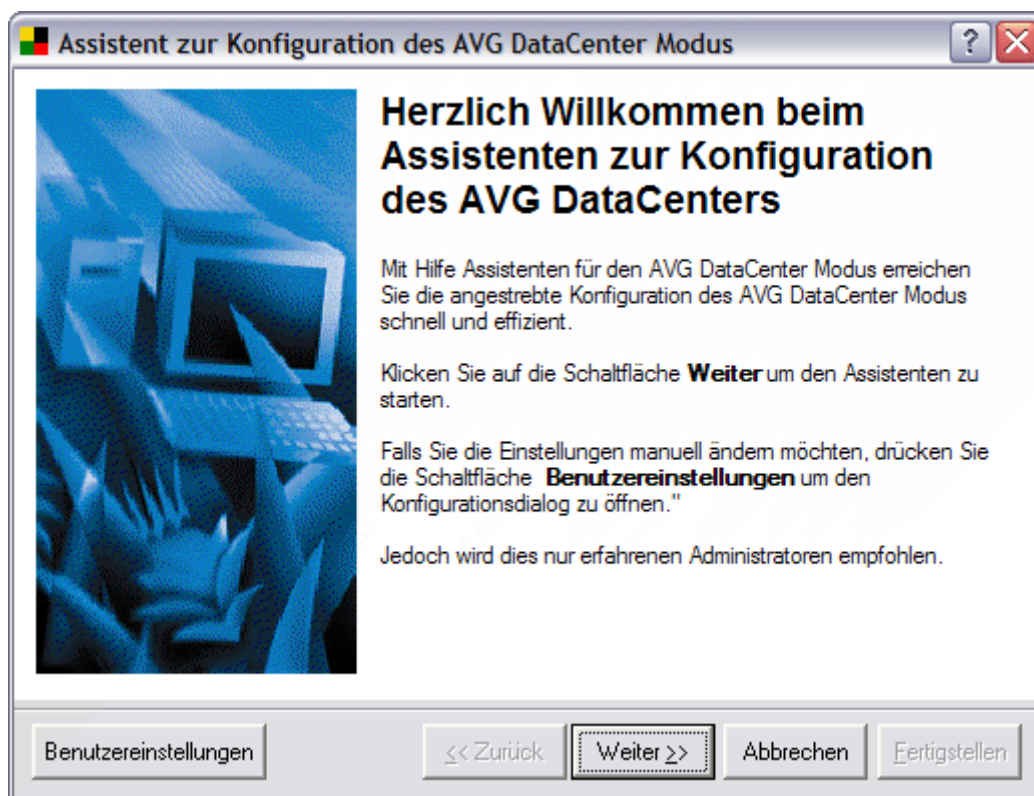 Assistent zur Konfiguration des AVG DataCenter Modus
Herzlich Willkommen beim
Assistenten zur Konfiguration
des AVG DataCenters
Mit Hilfe Assistenten für den AVG DataCenter Modus erreichen
Sie die angestrebte Konfiguration des AVG DataCenter Modus
schnell und effizient.
Klicken Sie auf die Schaltfläche Weiter um den Assistenten zu
starten.
Falls Sie die Einstellungen manuell ändern möchten, drücken Sie
die Schaltfläche Benutzereinstellungen um den
Konfigurationsdialog zu öffnen."
Jedoch wird dies nur erfahrenen Administratoren empfohlen.
Benutzereinstellungen << Zurück Weiter >> Abbrechen Fertigstellen